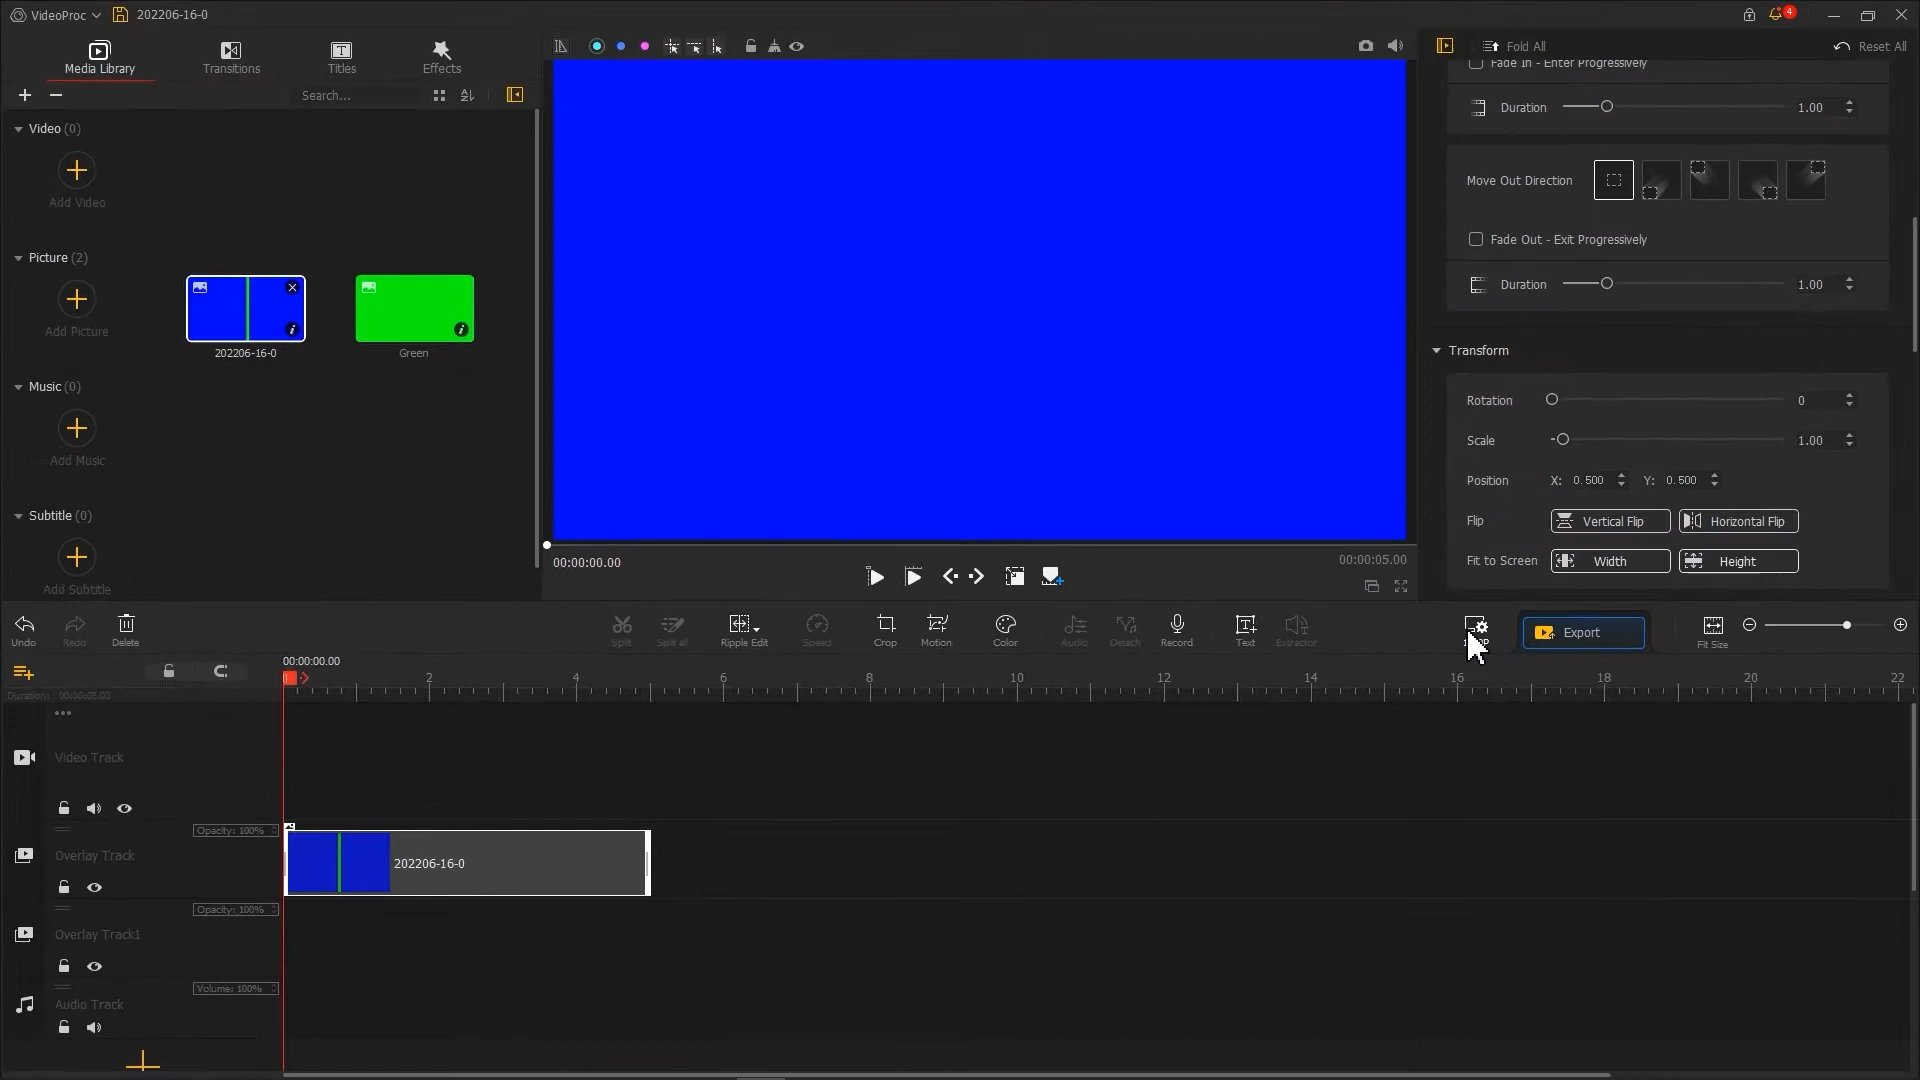 VideoProc
202206-16-0
4
Media Library
Transitions
Titles
Effects
Fold All
Reset All
Search...
Video (0)
Add Video
Picture (2)
Add Picture
202206-16-0
Green
Music (0)
Add Music
Subtitle (0)
Add Subtitle
00:00:00.00
00:00:05.00
Fade In - Enter Progressively
Duration
1.00
Move Out Direction
Fade Out - Exit Progressively
Duration
1.00
Transform
Rotation
0
Scale
1.00
Position
X: 0.500
Y: 0.500
Flip
Vertical Flip
Horizontal Flip
Fit to Screen
Width
Height
Undo
Redo
Delete
Split
Split all
Ripple Edit
Speed
Crop
Motion
Color
Audio
Detach
Record
Text
Extractor
Export
Fit Size
00:00:00.00
2 4 6 8 10 12 14 16 18 20 22
Duration: 00:00:05.00
Video Track
Opacity: 100%
Overlay Track
202206-16-0
Opacity: 100%
Overlay Track1
Volume: 100%
Audio Track